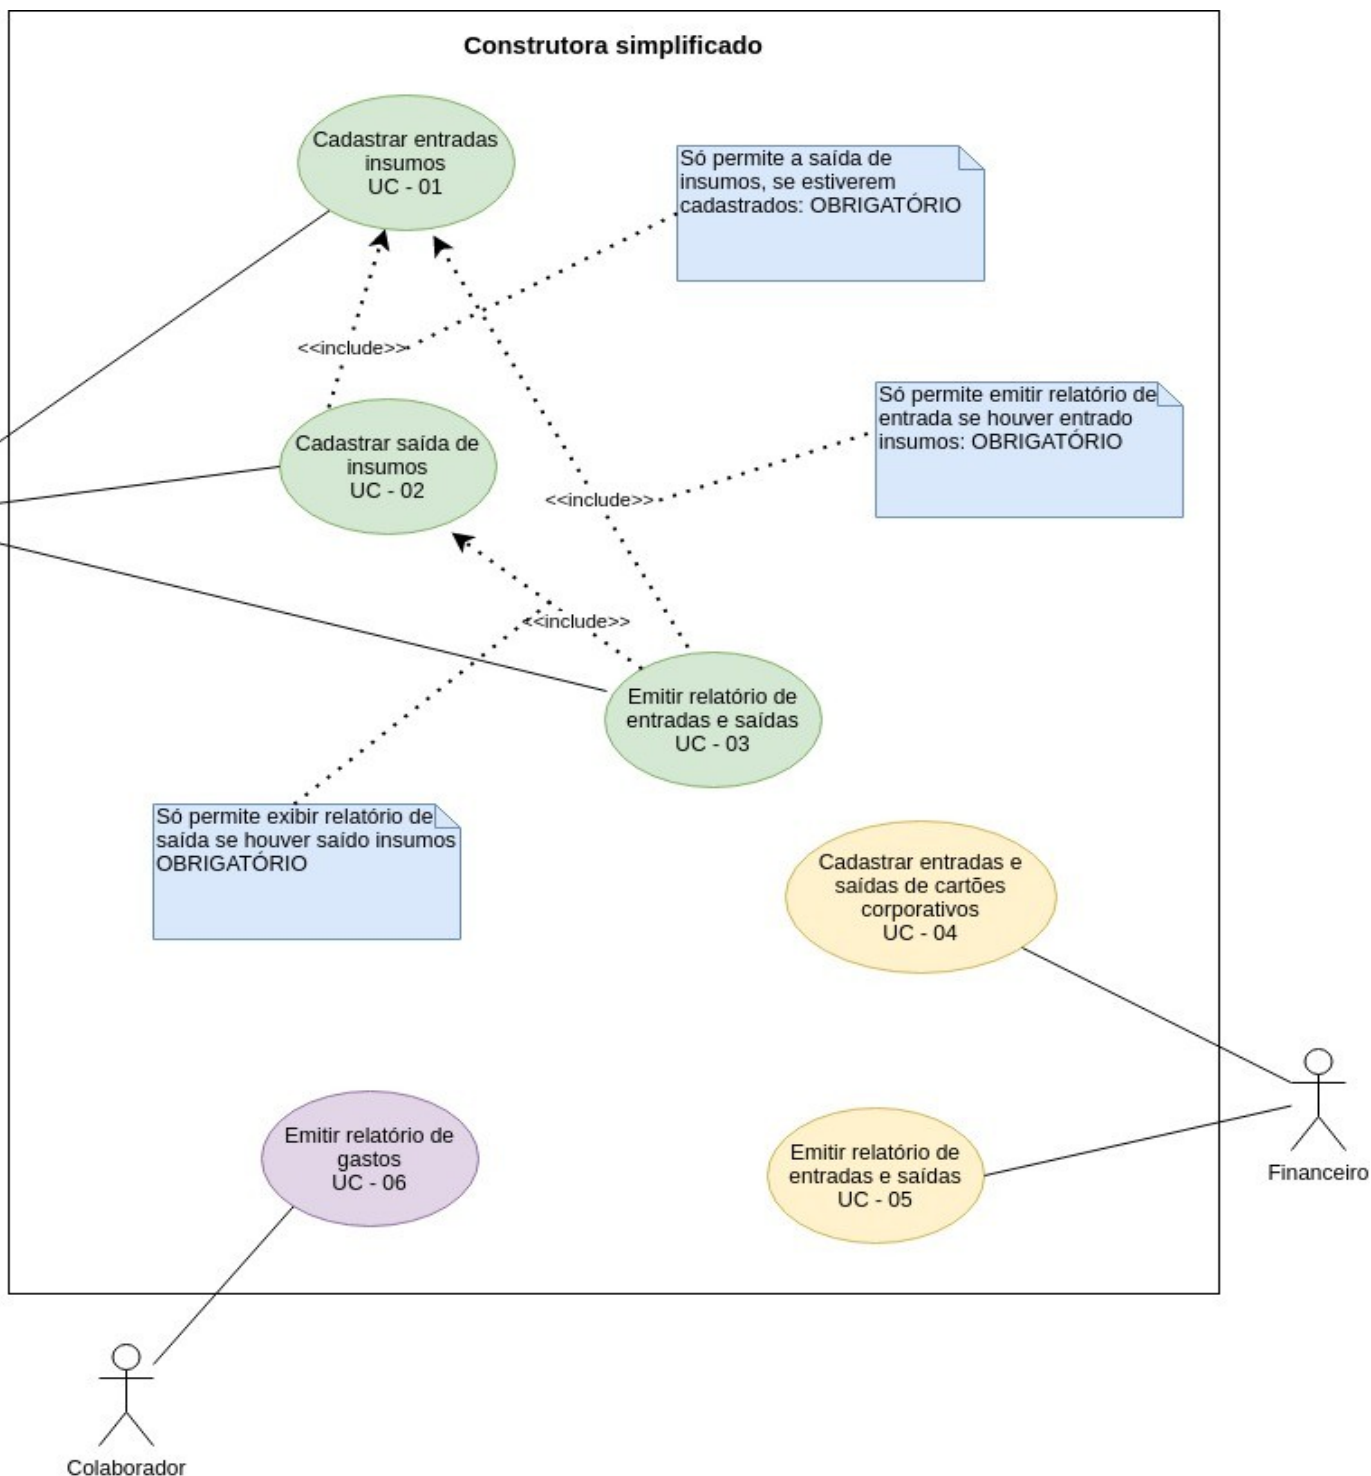 Construtora simplificado
Cadastrar entradas
insumos
UC - 01
Só permite a saída de
insumos, se estiverem
cadastrados: OBRIGATÓRIO
<<include>>
Só permite emitir relatório de
entrada se houver entrado
insumos: OBRIGATÓRIO
Cadastrar saída de
insumos
UC - 02
<<include>>
<<include>>
Emitir relatório de
entradas e saídas
UC - 03
Só permite exibir relatório de
saída se houver saído insumos
OBRIGATÓRIO
Cadastrar entradas e
saídas de cartões
corporativos
UC - 04
Emitir relatório de
gastos
UC - 06
Emitir relatório de
entradas e saídas
UC - 05
Financeiro
Colaborador